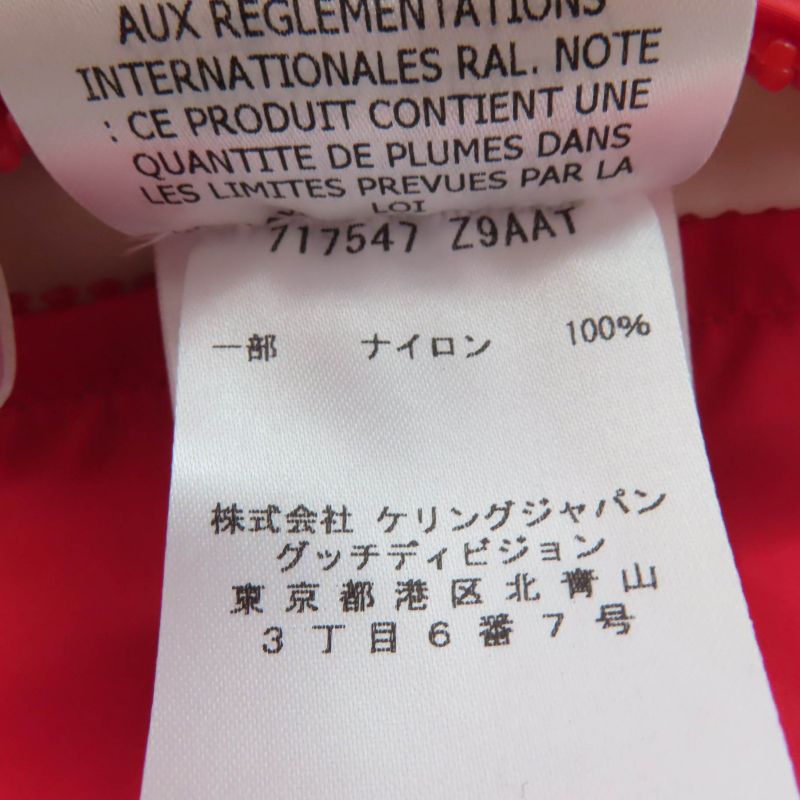 AUX REGLEMENTATIONS
INTERNATIONALES RAL. NOTE
: CE PRODUIT CONTIENT UNE
QUANTITE DE PLUMES DANS
LES LIMITES PREVUES PAR LA
LOI
717547 Z9AAT
一部 ナイロン 100%
株式会社 ケリングジャパン
グッチディビジョン
東京都港区北青山
3丁目6番7号